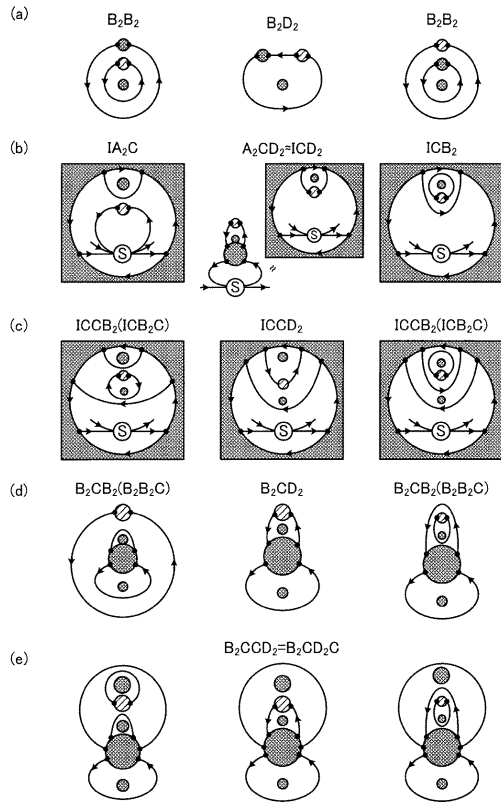 (a) B₂B₂ B₂D₂ B₂B₂
(b) IA₂C A₂CD₂=ICD₂ ICB₂
S S S S
(c) ICCB₂(ICB₂C) ICCD₂ ICCB₂(ICB₂C)
S S S
(d) B₂CB₂(B₂B₂C) B₂CD₂ B₂CB₂(B₂B₂C)
(e) B₂CCD₂=B₂CD₂C